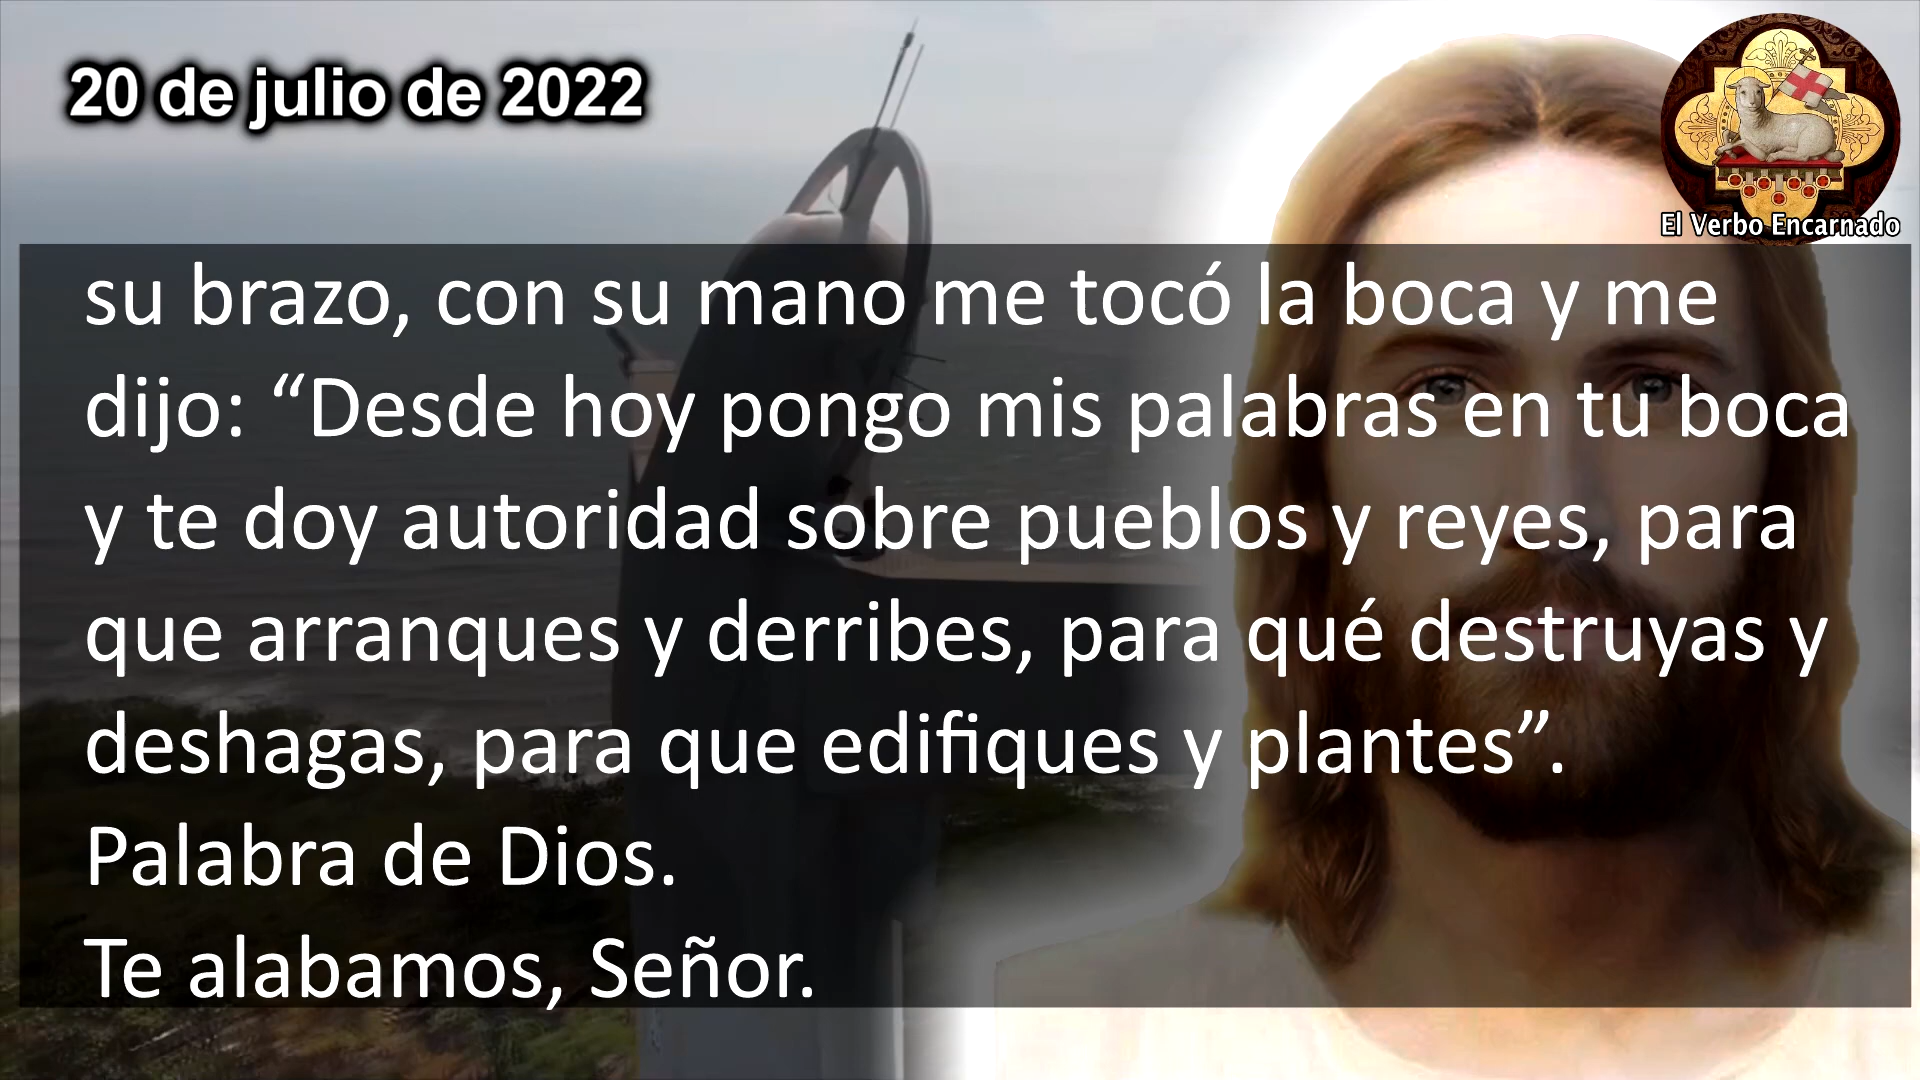 20 de julio de 2022
El Verbo Encarnado
su brazo, con su mano me tocó la boca y me
dijo: “Desde hoy pongo mis palabras en tu boca
y te doy autoridad sobre pueblos y reyes, para
que arranques y derribes, para qué destruyas y
deshagas, para que edifiques y plantes”.
Palabra de Dios.
Te alabamos, Señor.